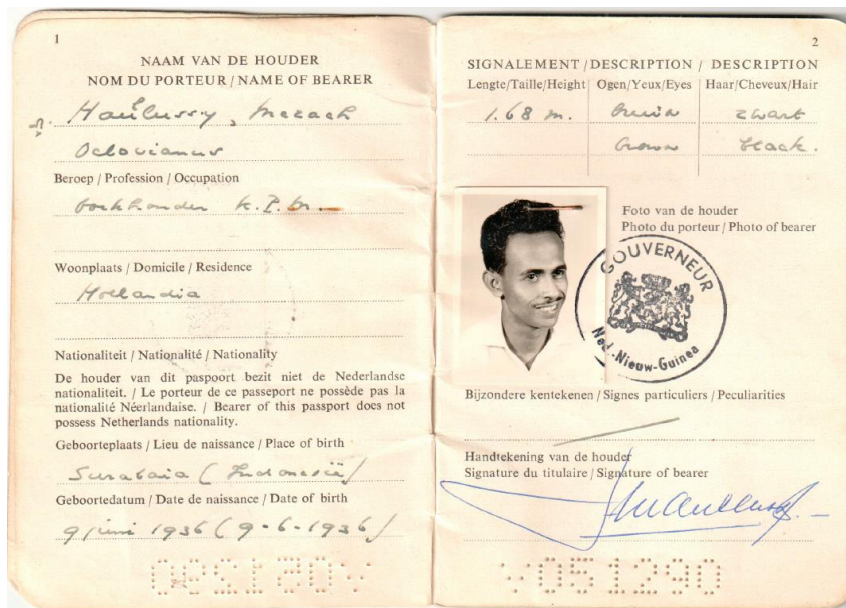 1
NAAM VAN DE HOUDER
NOM DU PORTEUR / NAME OF BEARER
Haulussy, Mezach
Octovianus
Beroep / Profession / Occupation
boekhouder K.P.M.
Woonplaats / Domicile / Residence
Hollandia
Nationaliteit / Nationalité / Nationality
De houder van dit paspoort bezit niet de Nederlandse
nationaliteit. / Le porteur de ce passeport ne possède pas la
nationalité Néerlandaise. / Bearer of this passport does not
possess Netherlands nationality.
Geboorteplaats / Lieu de naissance / Place of birth
Surabaia (Indonesië)
Geboortedatum / Date de naissance / Date of birth
9 juni 1936 (9-6-1936)
2
SIGNALEMENT / DESCRIPTION / DESCRIPTION
Lengte/Taille/Height Ogen/Yeux/Eyes Haar/Cheveux/Hair
1.68 m. bruin zwart
brown black.
Foto van de houder
Photo du porteur / Photo of bearer
GOUVERNEUR
Ned.-Nieuw-Guinea
Bijzondere kentekenen / Signes particuliers / Peculiarities
Handtekening van de houder
Signature du titulaire / Signature of bearer
Y051290